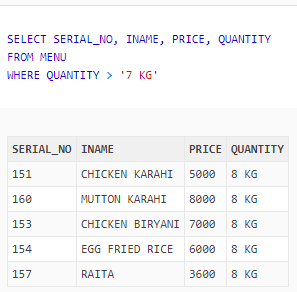 SELECT SERIAL_NO, INAME, PRICE, QUANTITY
FROM MENU
WHERE QUANTITY > '7 KG'
SERIAL_NO INAME PRICE QUANTITY
151 CHICKEN KARAHI 5000 8 KG
160 MUTTON KARAHI 8000 8 KG
153 CHICKEN BIRYANI 7000 8 KG
154 EGG FRIED RICE 6000 8 KG
157 RAITA 3600 8 KG